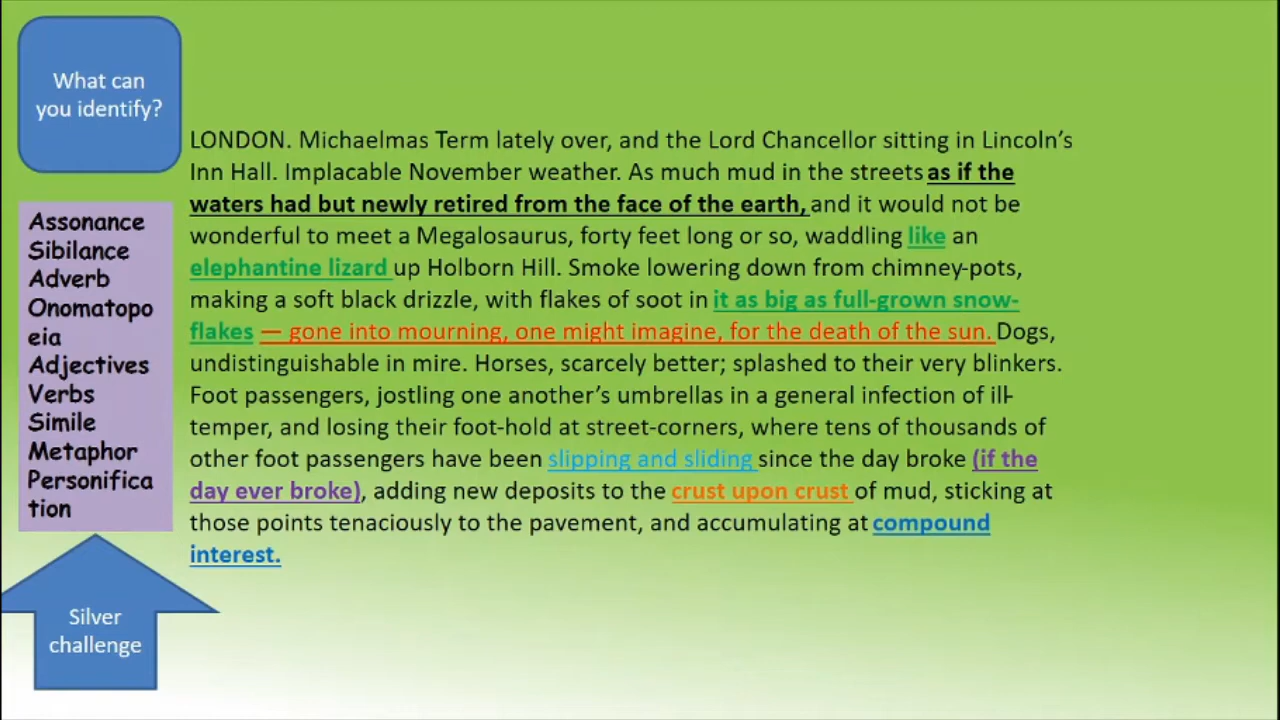 What can
you identify?
LONDON. Michaelmas Term lately over, and the Lord Chancellor sitting in Lincoln’s
Inn Hall. Implacable November weather. As much mud in the streets as if the
waters had but newly retired from the face of the earth, and it would not be
wonderful to meet a Megalosaurus, forty feet long or so, waddling like an
elephantine lizard up Holborn Hill. Smoke lowering down from chimney-pots,
making a soft black drizzle, with flakes of soot in it as big as full-grown snow-
flakes — gone into mourning, one might imagine, for the death of the sun. Dogs,
undistinguishable in mire. Horses, scarcely better; splashed to their very blinkers.
Foot passengers, jostling one another’s umbrellas in a general infection of ill-
temper, and losing their foot-hold at street-corners, where tens of thousands of
other foot passengers have been slipping and sliding since the day broke (if the
day ever broke), adding new deposits to the crust upon crust of mud, sticking at
those points tenaciously to the pavement, and accumulating at compound
interest.
Assonance
Sibilance
Adverb
Onomatopo
eia
Adjectives
Verbs
Simile
Metaphor
Personifica
tion
Silver
challenge